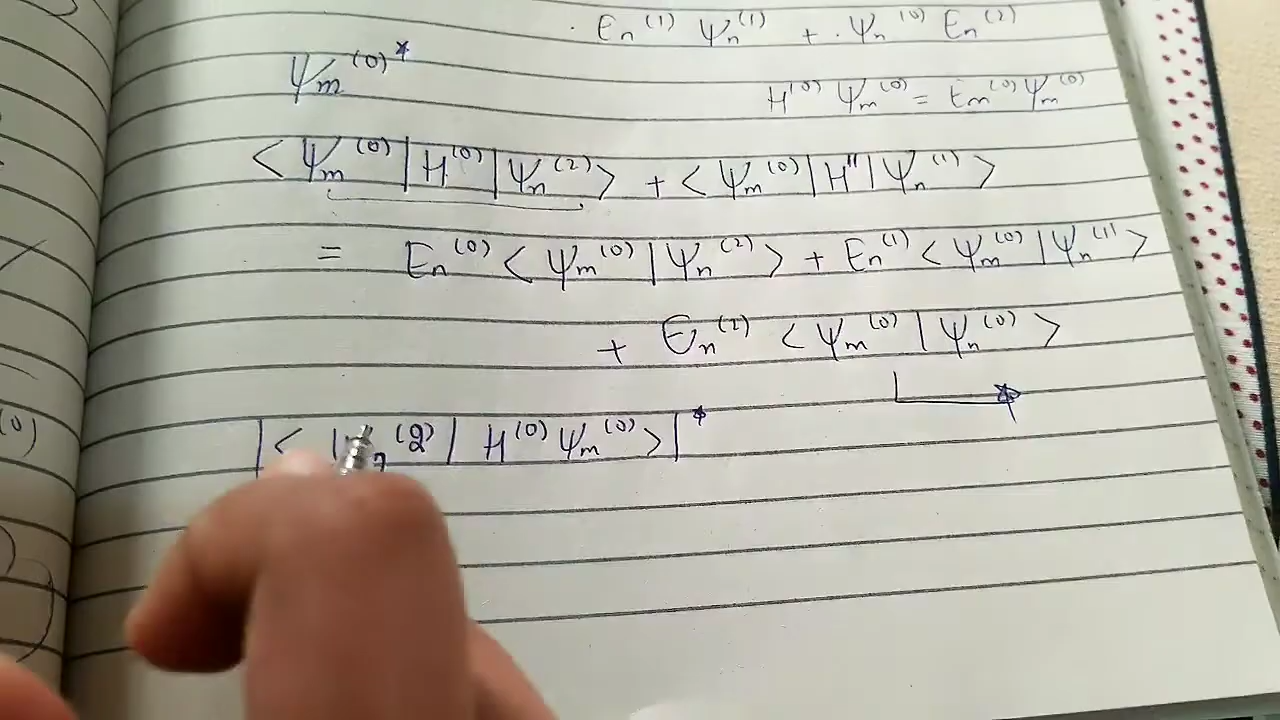 . En⁽¹⁾ Ψn⁽¹⁾ + . Ψn⁽⁰⁾ En⁽²⁾
Ψm⁽⁰⁾*
H⁽⁰⁾ Ψm⁽⁰⁾ = Em⁽⁰⁾ Ψm⁽⁰⁾
< Ψm⁽⁰⁾ | H⁽⁰⁾ | Ψn⁽²⁾ > + < Ψm⁽⁰⁾ | H'' | Ψn⁽¹⁾ >
= En⁽⁰⁾ < Ψm⁽⁰⁾ | Ψn⁽²⁾ > + En⁽¹⁾ < Ψm⁽⁰⁾ | Ψn⁽¹⁾ >
+ En⁽²⁾ < Ψm⁽⁰⁾ | Ψn⁽⁰⁾ >
(0)
| < ⁽²⁾ | H⁽⁰⁾ Ψm⁽⁰⁾ > |*